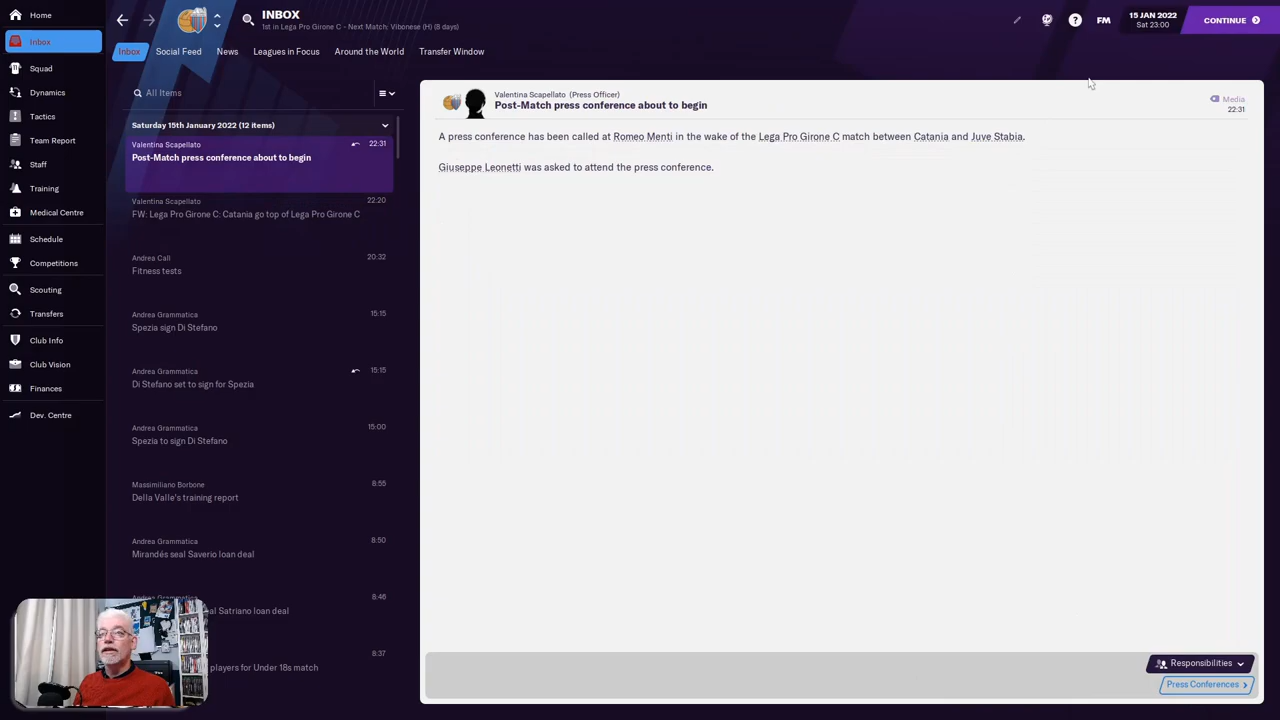 Home
Inbox
Squad
Dynamics
Tactics
Team Report
Staff
Training
Medical Centre
Schedule
Competitions
Scouting
Transfers
Club Info
Club Vision
Finances
Dev. Centre
INBOX
1st in Lega Pro Girone C - Next Match: Vibonese (H) (8 days)
FM
15 JAN 2022
Sat 23:00
CONTINUE
Inbox
Social Feed
News
Leagues in Focus
Around the World
Transfer Window
All Items
Saturday 15th January 2022 (12 items)
Valentina Scapellato 22:31
Post-Match press conference about to begin
Valentina Scapellato 22:20
FW: Lega Pro Girone C: Catania go top of Lega Pro Girone C
Andrea Call 20:32
Fitness tests
Andrea Grammatica 15:15
Spezia sign Di Stefano
Andrea Grammatica 15:15
Di Stefano set to sign for Spezia
Andrea Grammatica 15:00
Spezia to sign Di Stefano
Massimiliano Borbone 8:55
Della Valle's training report
Andrea Grammatica 8:50
Mirandés seal Saverio loan deal
Andrea Grammatica 8:46
Satriano loan deal
8:37
players for Under 18s match
Valentina Scapellato (Press Officer)
Post-Match press conference about to begin
Media
22:31
A press conference has been called at Romeo Menti in the wake of the Lega Pro Girone C match between Catania and Juve Stabia.
Giuseppe Leonetti was asked to attend the press conference.
Responsibilities
Press Conferences